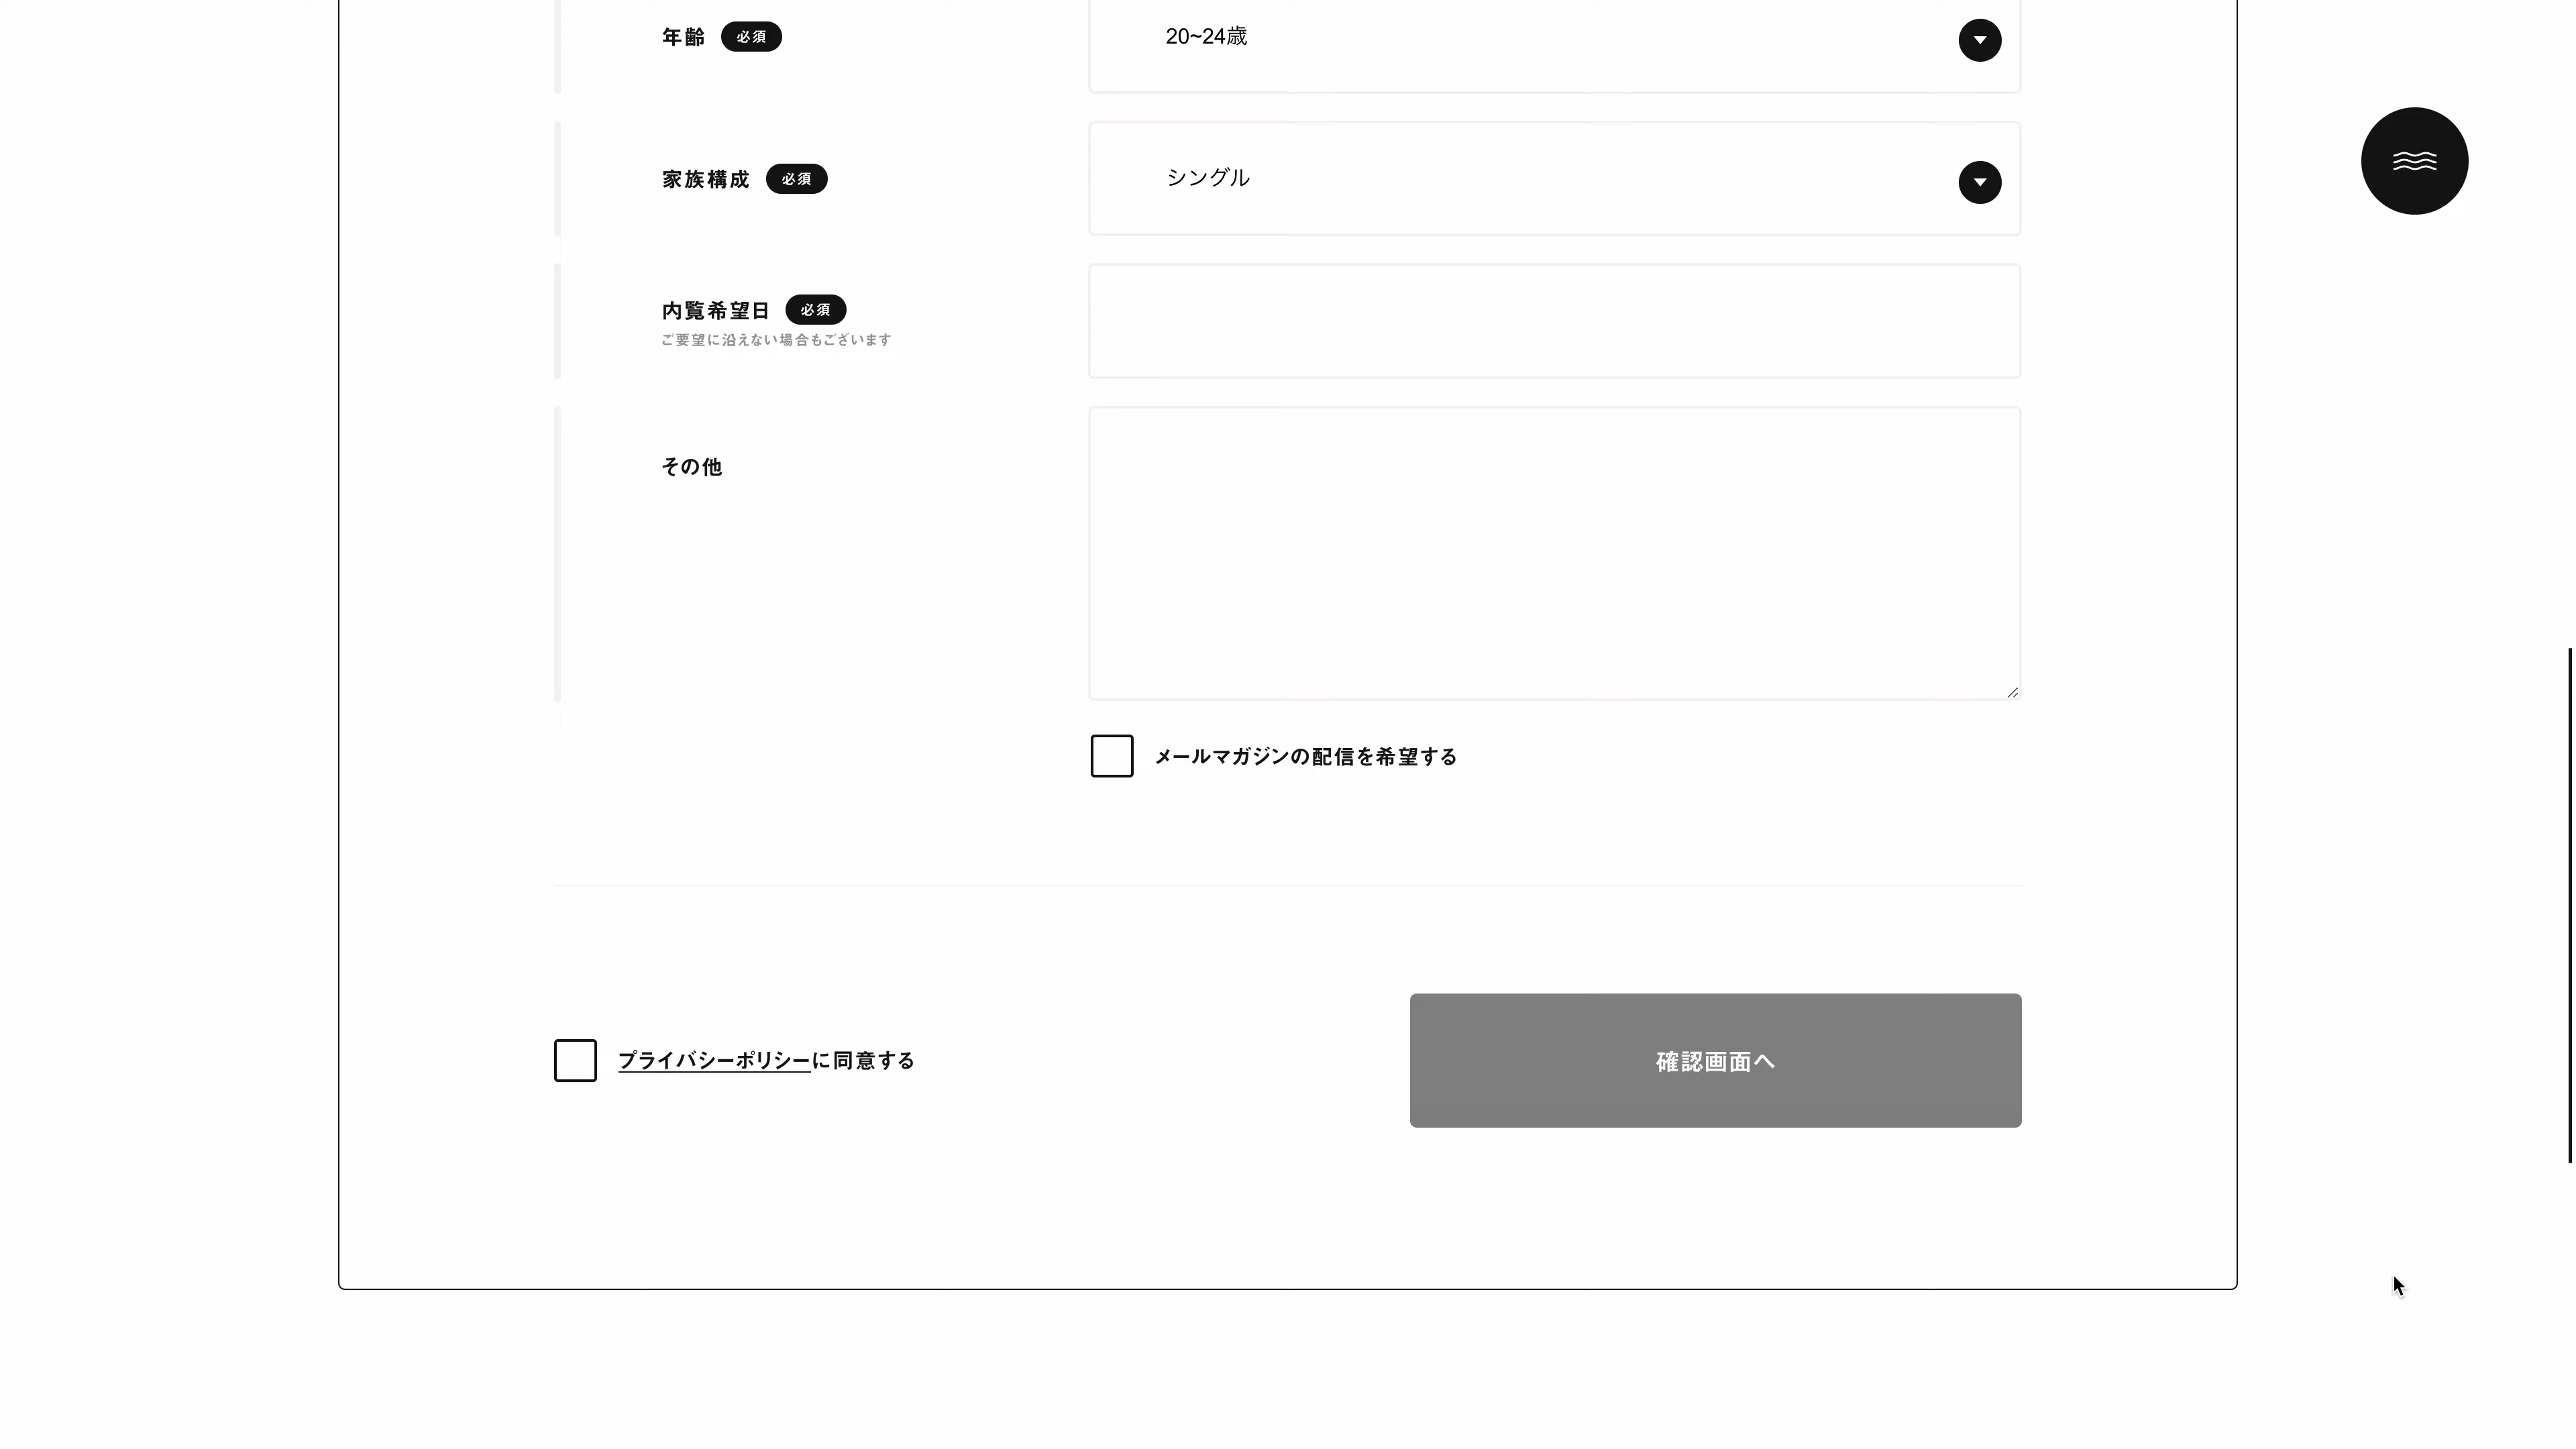 年齢 必須
20~24歳
家族構成 必須
シングル
内覧希望日 必須
ご要望に沿えない場合もございます
その他
メールマガジンの配信を希望する
プライバシーポリシーに同意する
確認画面へ